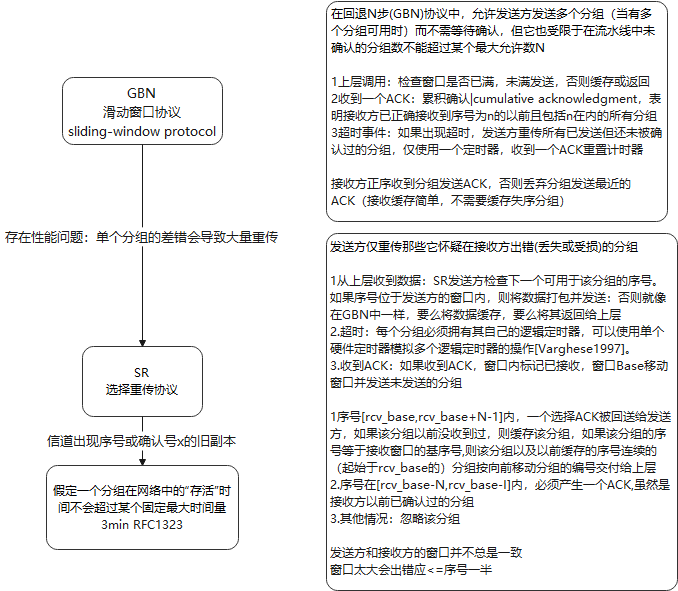 GBN
滑动窗口协议
sliding-window protocol
存在性能问题：单个分组的差错会导致大量重传
SR
选择重传协议
信道出现序号或确认号x的旧副本
假定一个分组在网络中的“存活”时
间不会超过某个固定最大时间量
3min RFC1323
在回退N步(GBN)协议中，允许发送方发送多个分组（当有多
个分组可用时）而不需等待确认，但它也受限于在流水线中未
确认的分组数不能超过某个最大允许数N
1上层调用：检查窗口是否已满，未满发送，否则缓存或返回
2收到一个ACK：累积确认|cumulative acknowledgment，表
明接收方已正确接收到序号为n的以前且包括n在内的所有分组
3超时事件：如果出现超时，发送方重传所有已发送但还未被确
认过的分组，仅使用一个定时器，收到一个ACK重置计时器
接收方正序收到分组发送ACK，否则丢弃分组发送最近的
ACK（接收缓存简单，不需要缓存失序分组）
发送方仅重传那些它怀疑在接收方出错(丢失或受损)的分组
1从上层收到数据：SR发送方检查下一个可用于该分组的序号。
如果序号位于发送方的窗口内，则将数据打包并发送：否则就像
在GBN中一样，要么将数据缓存，要么将其返回给上层
2.超时：每个分组必须拥有其自己的逻辑定时器，可以使用单个
硬件定时器模拟多个逻辑定时器的操作[Varghese1997]。
3.收到ACK：如果收到ACK，窗口内标记已接收，窗口Base移动
窗口并发送未发送的分组
1序号[rcv_base,rcv_base+N-1]内，一个选择ACK被回送给发送
方，如果该分组以前没收到过，则缓存该分组，如果该分组的序
号等于接收窗口的基序号,则该分组以及以前缓存的序号连续的
（起始于rcv_base的）分组按向前移动分组的编号交付给上层
2.序号在[rcv_base-N,rcv_base-I]内，必须产生一个ACK,虽然是
接收方以前已确认过的分组
3.其他情况：忽略该分组
发送方和接收方的窗口并不总是一致
窗口太大会出错应<=序号一半